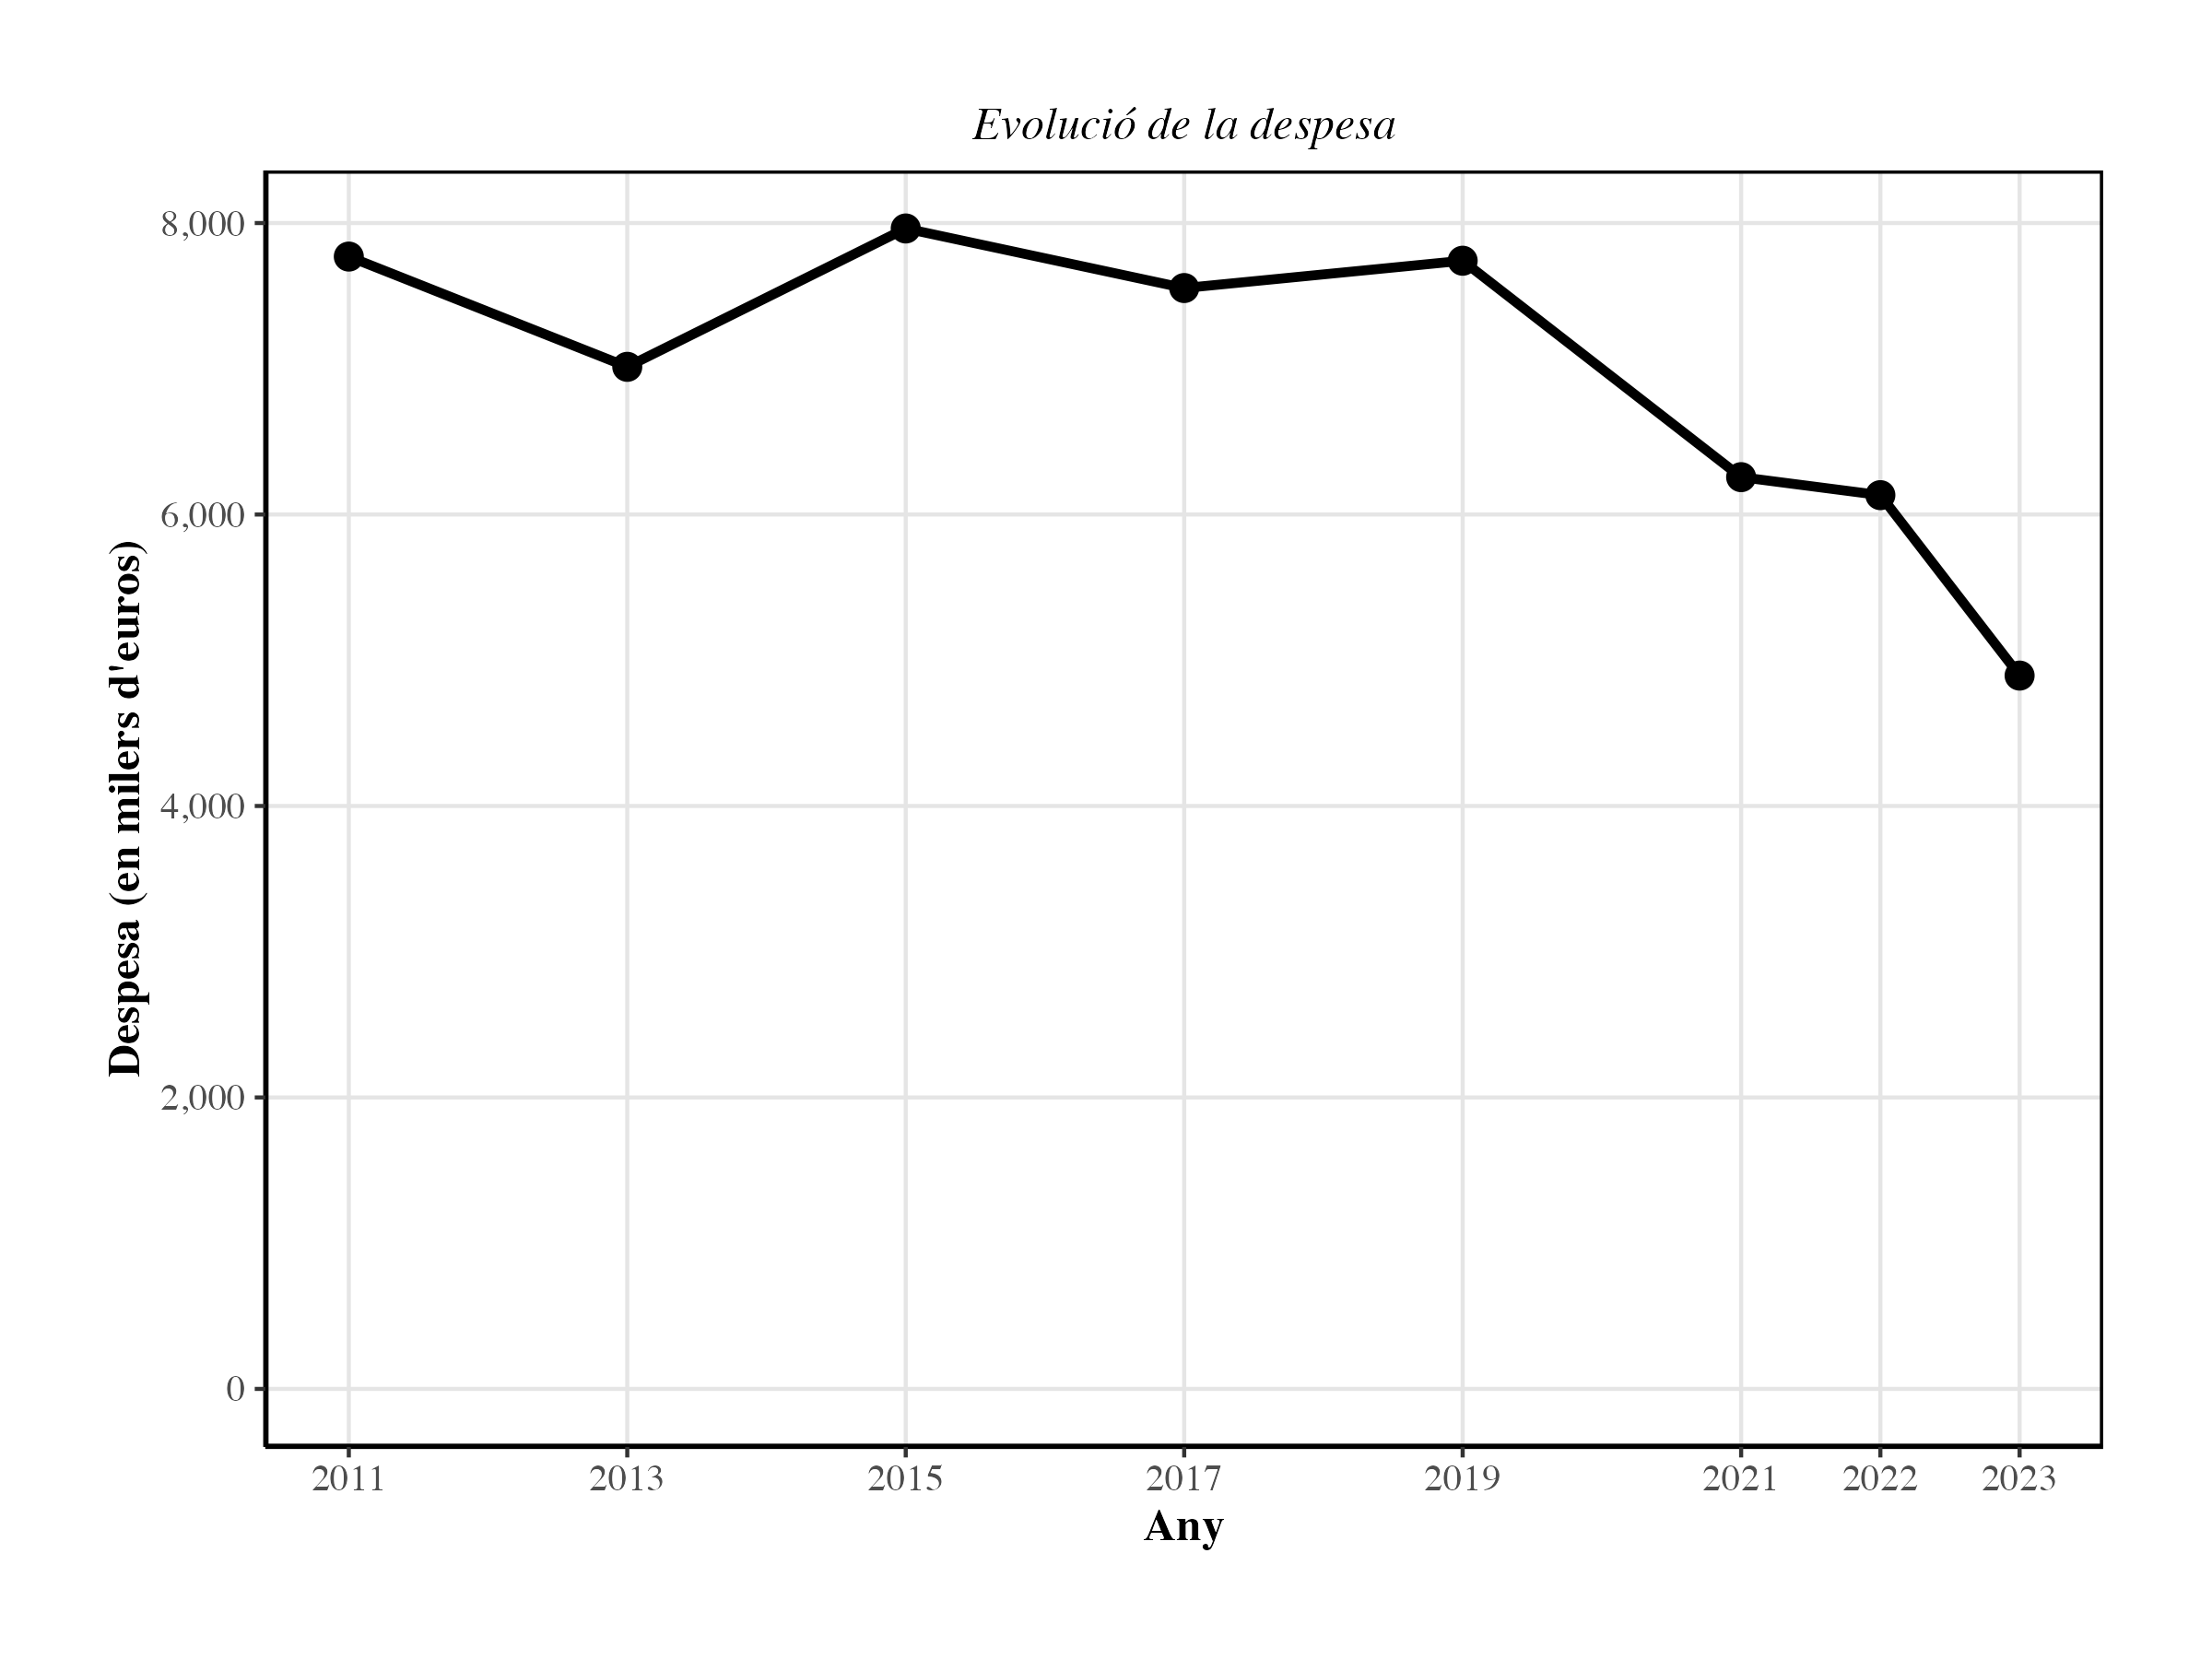 Evolució de la despesa
8,000
6,000
4,000
2,000
0
Despesa (en milers d'euros)
2011 2013 2015 2017 2019 2021 2022 2023
Any